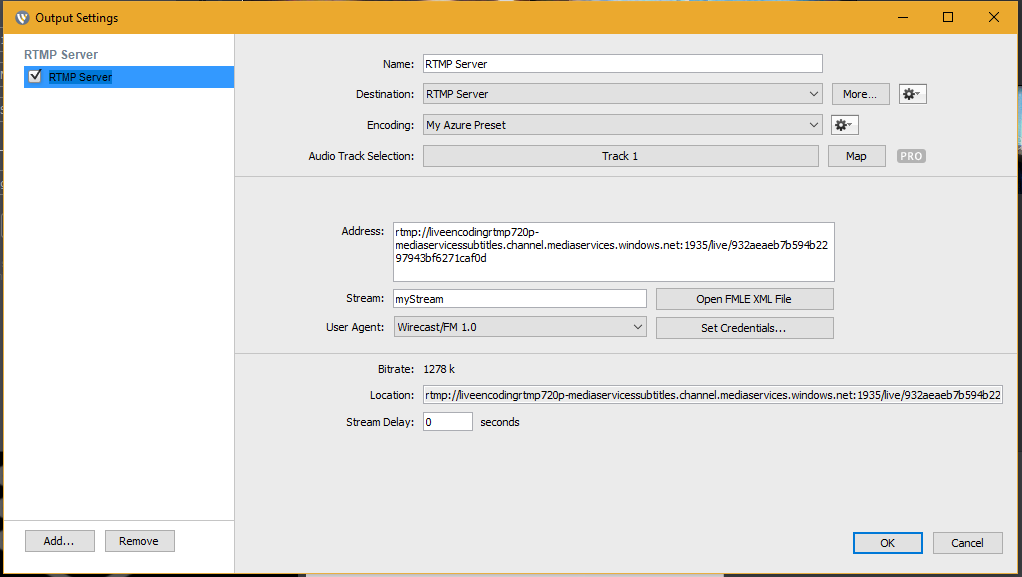 Output Settings
RTMP Server
RTMP Server
Name: RTMP Server
Destination: RTMP Server More...
Encoding: My Azure Preset
Audio Track Selection: Track 1 Map PRO
Address: rtmp://liveencodingrtmp720p-
mediaservicessubtitles.channel.mediaservices.windows.net:1935/live/932aeaeb7b594b22
97943bf6271caf0d
Stream: myStream Open FMLE XML File
User Agent: Wirecast/FM 1.0 Set Credentials...
Bitrate: 1278 k
Location: rtmp://liveencodingrtmp720p-mediaservicessubtitles.channel.mediaservices.windows.net:1935/live/932aeaeb7b594b22
Stream Delay: 0 seconds
Add... Remove OK Cancel